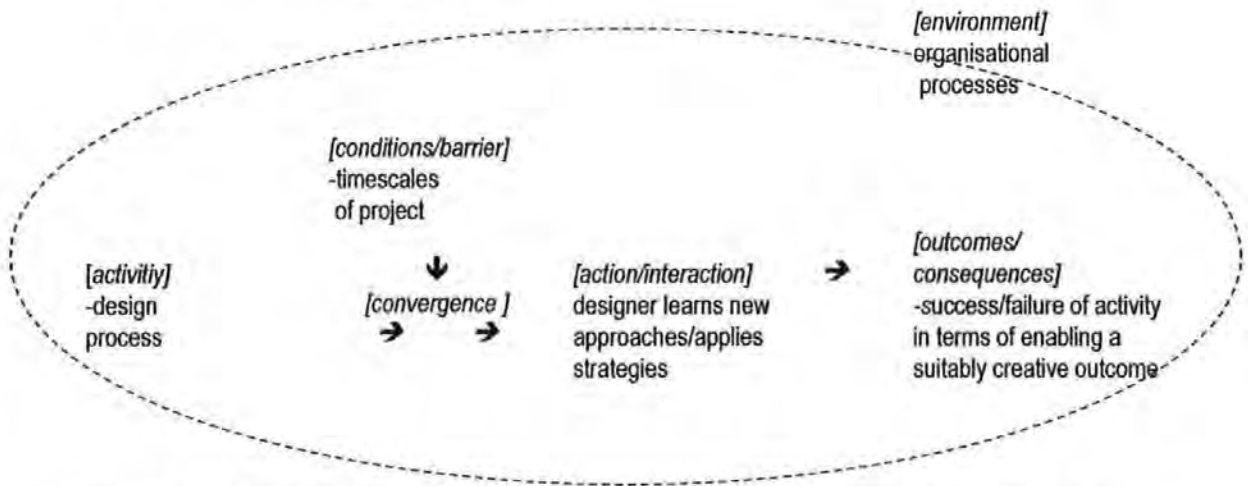 [environment]
organisational
processes
[conditions/barrier]
-timescales
of project
[activitiy]
-design
process
[convergence ]
[action/interaction]
designer learns new
approaches/applies
strategies
[outcomes/
consequences]
-success/failure of activity
in terms of enabling a
suitably creative outcome